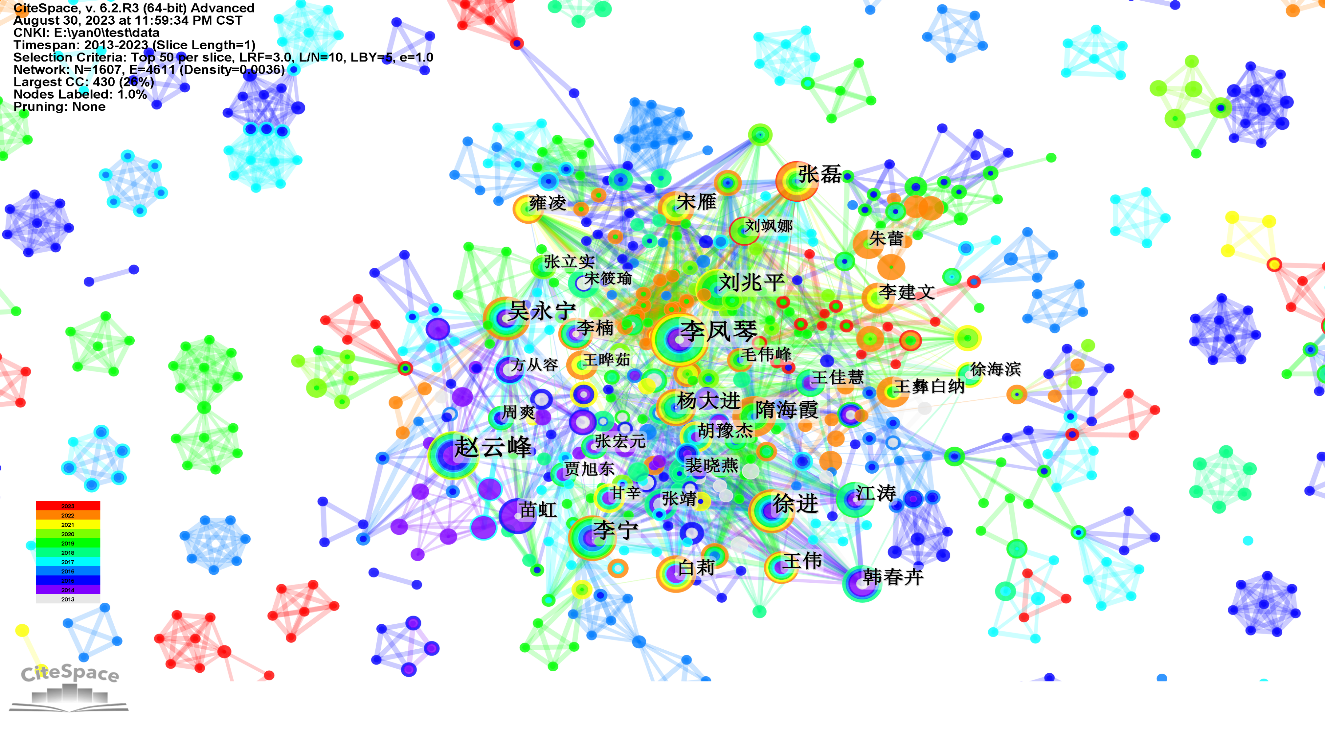 CiteSpace, v. 6.2.R3 (64-bit) Advanced
August 30, 2023 at 11:59:34 PM CST
CNKI: E:\yan0\test\data
Timespan: 2013-2023 (Slice Length=1)
Selection Criteria: Top 50 per slice, LRF=3.0, L/N=10, LBY=5, e=1.0
Network: N=1607, E=4611 (Density=0.0036)
Largest CC: 430 (26%)
Nodes Labeled: 1.0%
Pruning: None
张磊
雍凌
宋雁
刘飒娜
朱蕾
张立实
宋筱瑜
刘兆平
李建文
吴永宁
李楠
李凤琴
毛伟峰
方从容
王晔茹
王佳慧
徐海滨
王彝白纳
杨大进
隋海霞
周爽
胡豫杰
赵云峰
张宏元
贾旭东
裴晓燕
甘辛
张靖
徐进
江涛
苗虹
李宁
白莉
王伟
韩春卉
2023
2022
2021
2020
2019
2018
2017
2016
2015
2014
2013
CiteSpace